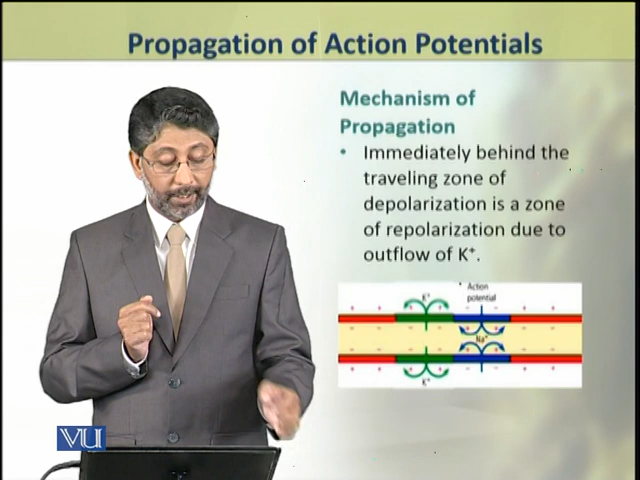 Propagation of Action Potentials
Mechanism of
Propagation
• Immediately behind the
traveling zone of
depolarization is a zone
of repolarization due to
outflow of K⁺.
Action
potential
K⁺
Na⁺
K⁺
VU